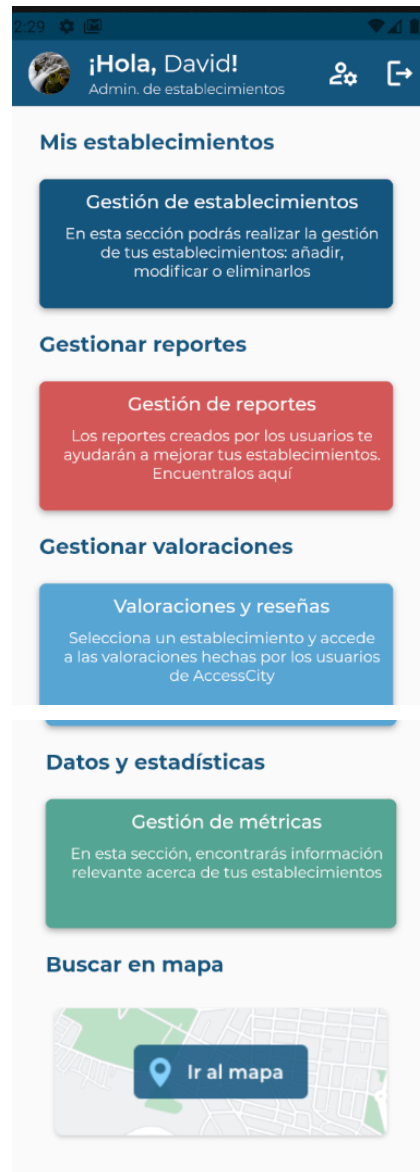 2:29
¡Hola, David!
Admin. de establecimientos
Mis establecimientos
Gestión de establecimientos
En esta sección podrás realizar la gestión
de tus establecimientos: añadir,
modificar o eliminarlos
Gestionar reportes
Gestión de reportes
Los reportes creados por los usuarios te
ayudarán a mejorar tus establecimientos.
Encuentralos aquí
Gestionar valoraciones
Valoraciones y reseñas
Selecciona un establecimiento y accede
a las valoraciones hechas por los usuarios
de AccessCity
Datos y estadísticas
Gestión de métricas
En esta sección, encontrarás información
relevante acerca de tus establecimientos
Buscar en mapa
Ir al mapa